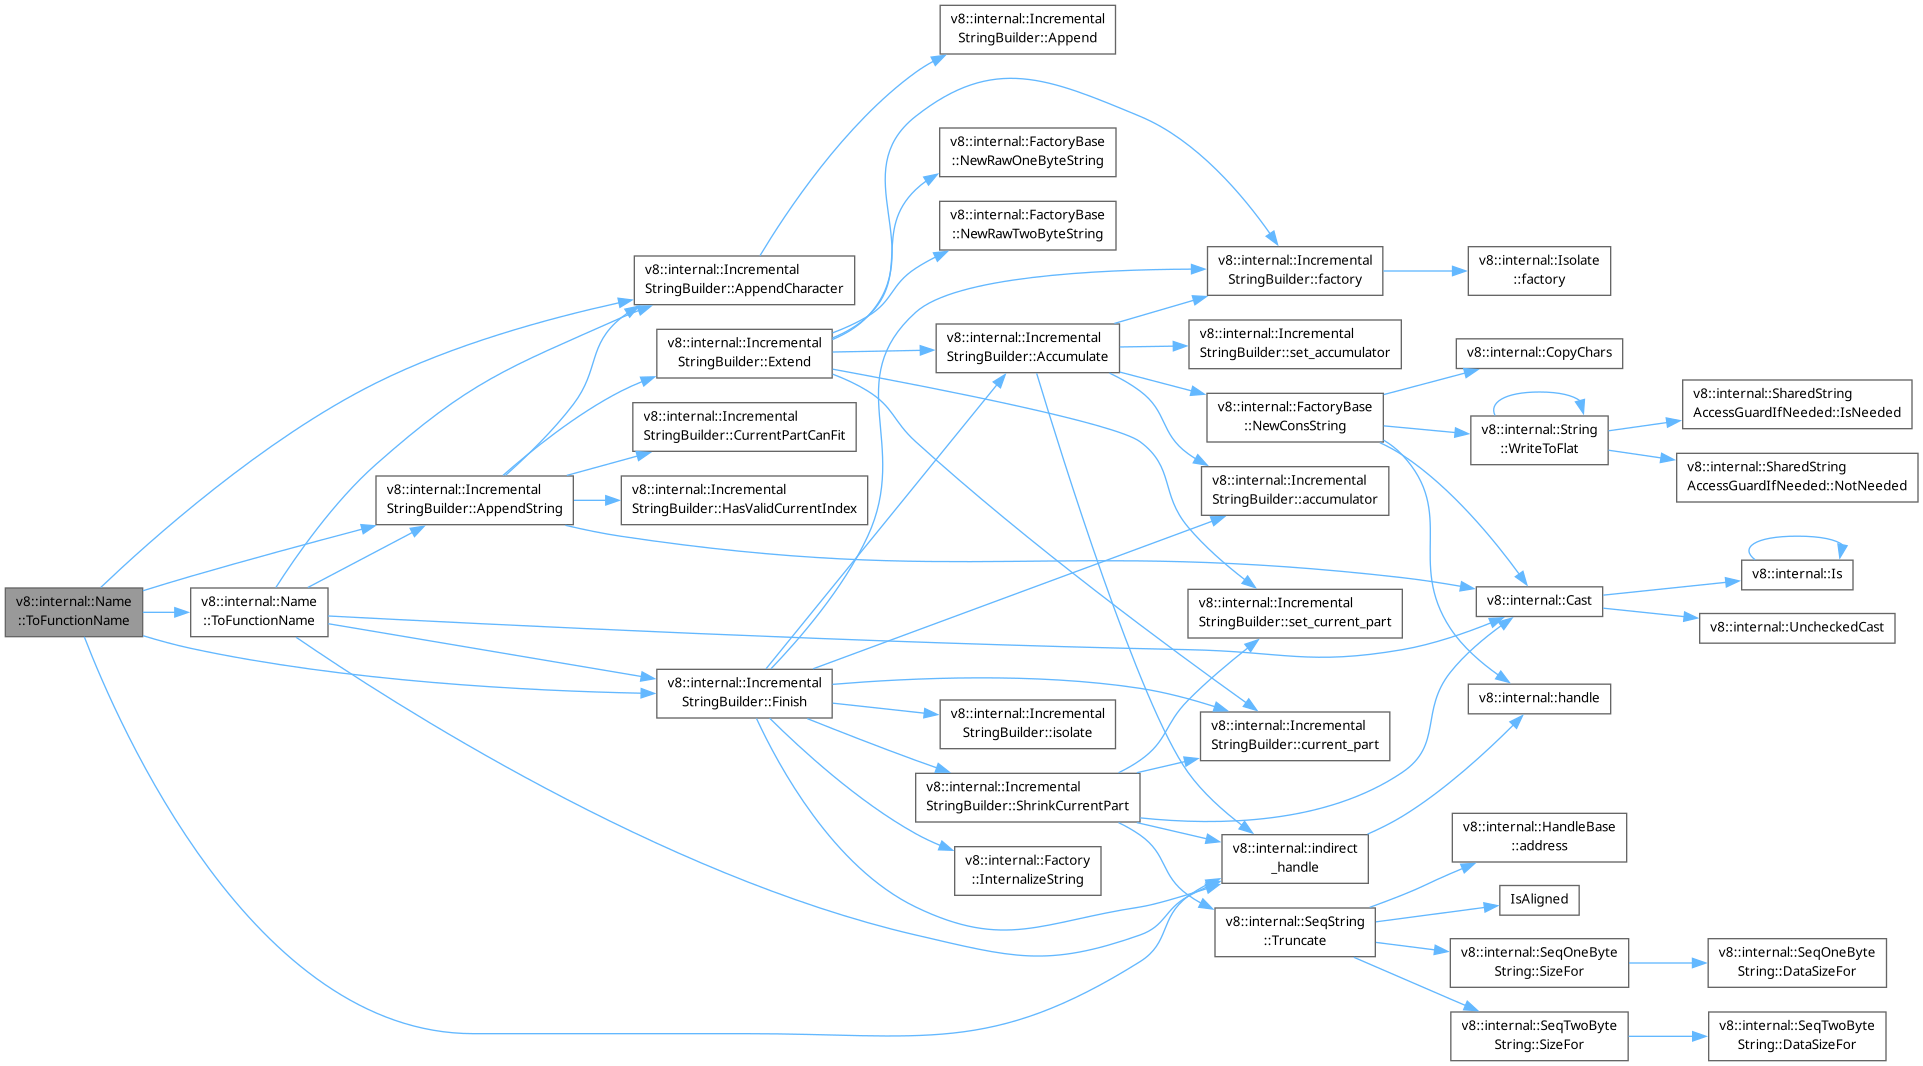 v8::internal::Incremental
StringBuilder::Append
v8::internal::FactoryBase
::NewRawOneByteString
v8::internal::FactoryBase
::NewRawTwoByteString
v8::internal::Incremental
StringBuilder::AppendCharacter
v8::internal::Incremental
StringBuilder::factory
v8::internal::Isolate
::factory
v8::internal::Incremental
StringBuilder::Extend
v8::internal::Incremental
StringBuilder::Accumulate
v8::internal::Incremental
StringBuilder::set_accumulator
v8::internal::CopyChars
v8::internal::SharedString
AccessGuardIfNeeded::IsNeeded
v8::internal::Incremental
StringBuilder::CurrentPartCanFit
v8::internal::FactoryBase
::NewConsString
v8::internal::String
::WriteToFlat
v8::internal::SharedString
AccessGuardIfNeeded::NotNeeded
v8::internal::Incremental
StringBuilder::AppendString
v8::internal::Incremental
StringBuilder::HasValidCurrentIndex
v8::internal::Incremental
StringBuilder::accumulator
v8::internal::Is
v8::internal::Name
::ToFunctionName
v8::internal::Name
::ToFunctionName
v8::internal::Incremental
StringBuilder::set_current_part
v8::internal::Cast
v8::internal::UncheckedCast
v8::internal::Incremental
StringBuilder::Finish
v8::internal::handle
v8::internal::Incremental
StringBuilder::isolate
v8::internal::Incremental
StringBuilder::current_part
v8::internal::Incremental
StringBuilder::ShrinkCurrentPart
v8::internal::HandleBase
::address
v8::internal::Factory
::InternalizeString
v8::internal::indirect
_handle
IsAligned
v8::internal::SeqString
::Truncate
v8::internal::SeqOneByte
String::SizeFor
v8::internal::SeqOneByte
String::DataSizeFor
v8::internal::SeqTwoByte
String::SizeFor
v8::internal::SeqTwoByte
String::DataSizeFor